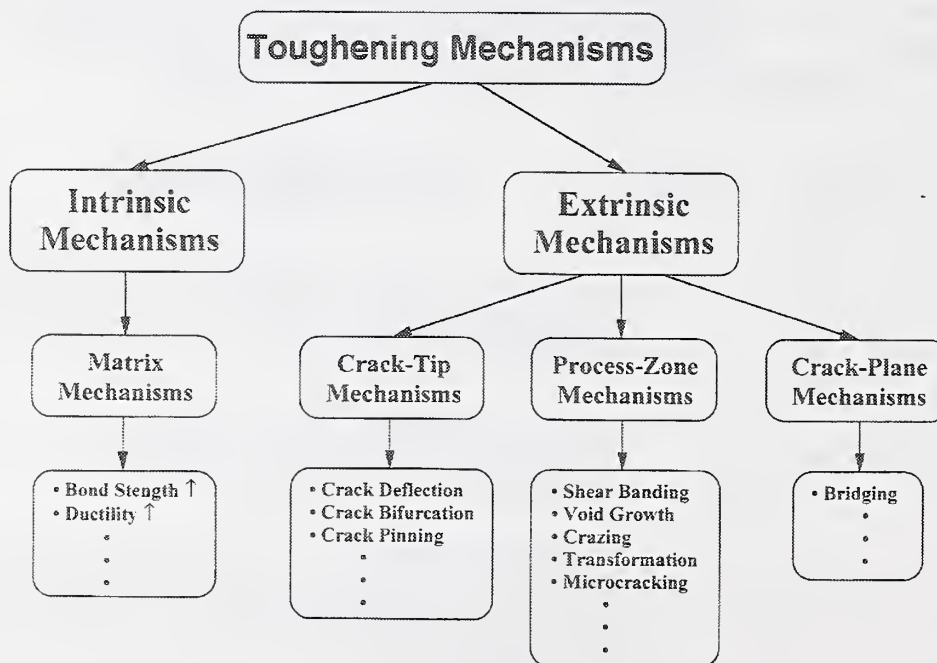 Toughening Mechanisms
Intrinsic
Mechanisms
Extrinsic
Mechanisms
Matrix
Mechanisms
Crack-Tip
Mechanisms
Process-Zone
Mechanisms
Crack-Plane
Mechanisms
• Bond Stength ↑
• Ductility ↑
•
•
•
• Crack Deflection
• Crack Bifurcation
• Crack Pinning
•
•
•
• Shear Banding
• Void Growth
• Crazing
• Transformation
• Microcracking
•
•
•
• Bridging
•
•
•